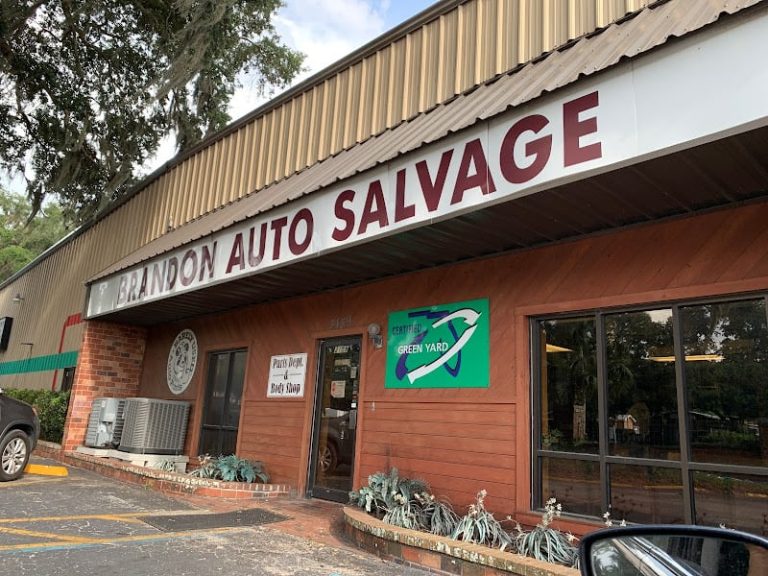 BRANDON AUTO SALVAGE
CERTIFIED
GREEN YARD
Parts Dept.
&
Body Shop